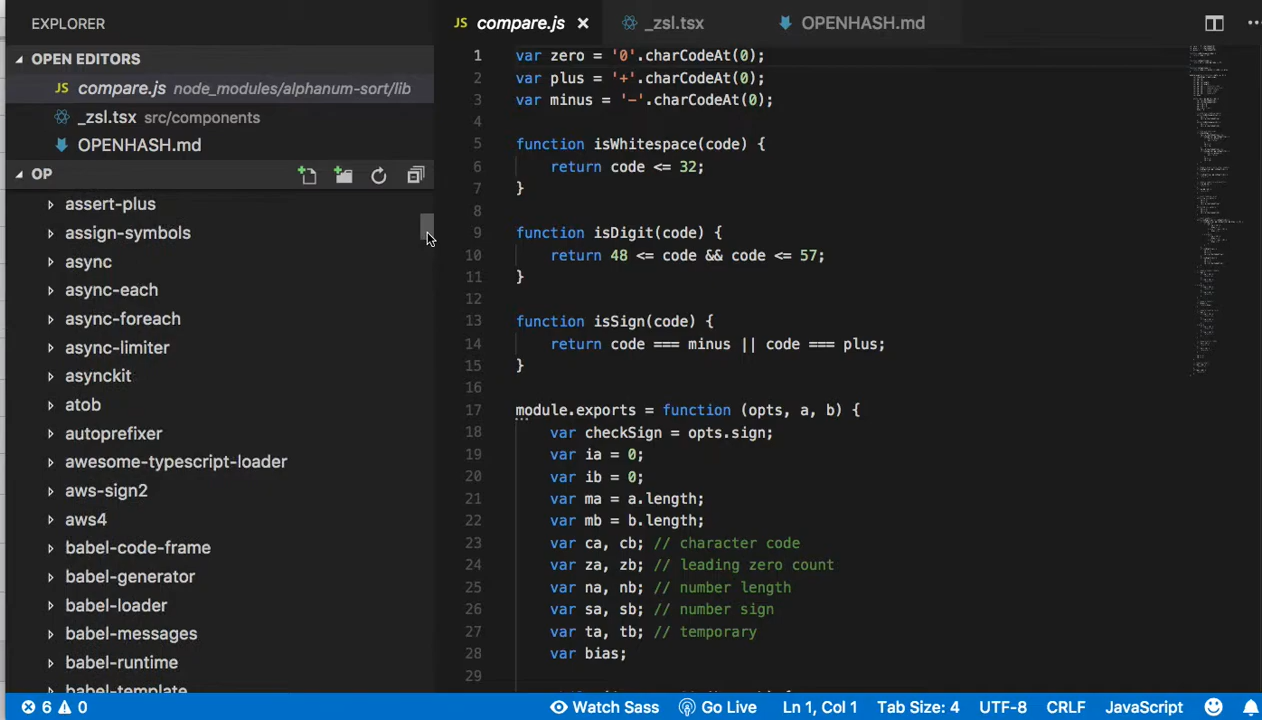 EXPLORER
OPEN EDITORS
JS compare.js node_modules/alphanum-sort/lib
_zsl.tsx src/components
OPENHASH.md
OP
assert-plus
assign-symbols
async
async-each
async-foreach
async-limiter
asynckit
atob
autoprefixer
awesome-typescript-loader
aws-sign2
aws4
babel-code-frame
babel-generator
babel-loader
babel-messages
babel-runtime
babel-template
JS compare.js × _zsl.tsx OPENHASH.md
1 var zero = '0'.charCodeAt(0);
2 var plus = '+'.charCodeAt(0);
3 var minus = '-'.charCodeAt(0);
4
5 function isWhitespace(code) {
6 return code <= 32;
7 }
8
9 function isDigit(code) {
10 return 48 <= code && code <= 57;
11 }
12
13 function isSign(code) {
14 return code === minus || code === plus;
15 }
16
17 module.exports = function (opts, a, b) {
18 var checkSign = opts.sign;
19 var ia = 0;
20 var ib = 0;
21 var ma = a.length;
22 var mb = b.length;
23 var ca, cb; // character code
24 var za, zb; // leading zero count
25 var na, nb; // number length
26 var sa, sb; // number sign
27 var ta, tb; // temporary
28 var bias;
29
6 0 Watch Sass Go Live Ln 1, Col 1 Tab Size: 4 UTF-8 CRLF JavaScript